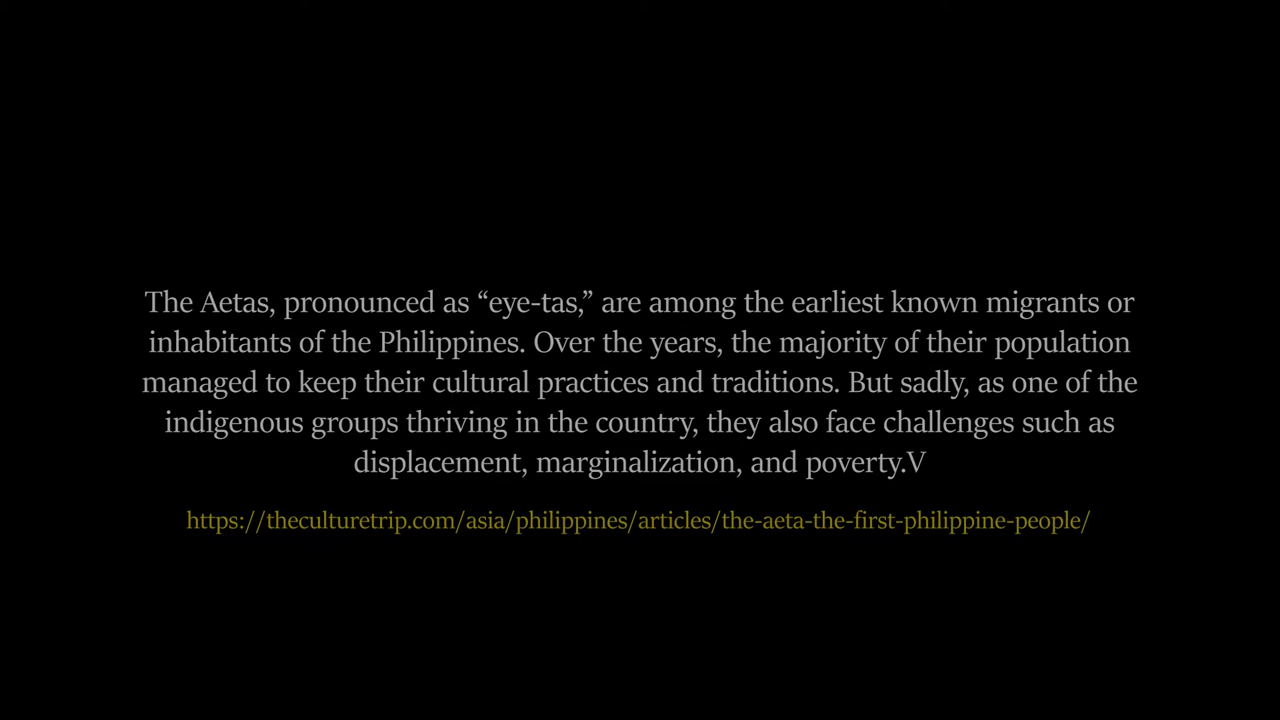 The Aetas, pronounced as “eye-tas,” are among the earliest known migrants or
inhabitants of the Philippines. Over the years, the majority of their population
managed to keep their cultural practices and traditions. But sadly, as one of the
indigenous groups thriving in the country, they also face challenges such as
displacement, marginalization, and poverty.V
https://theculturetrip.com/asia/philippines/articles/the-aeta-the-first-philippine-people/